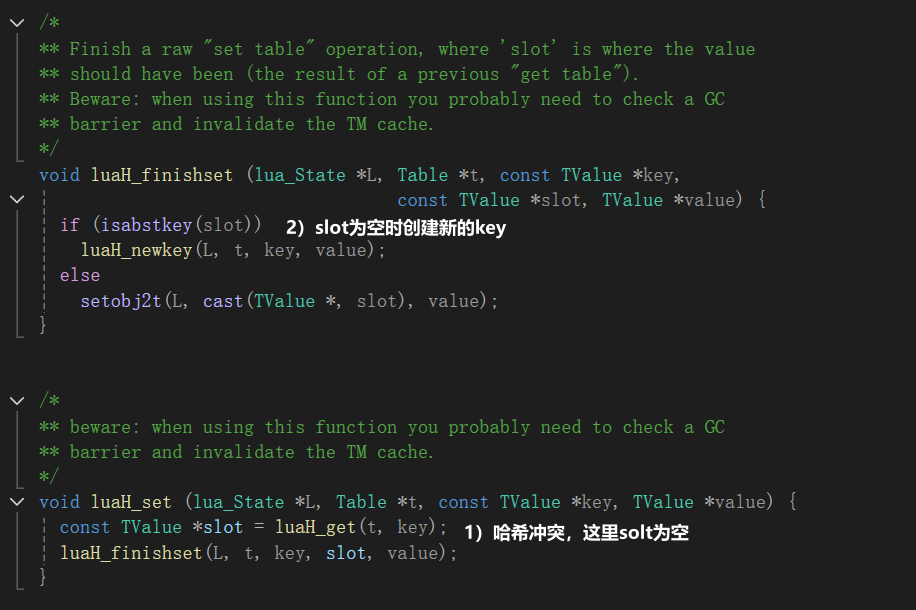 /*
** Finish a raw "set table" operation, where 'slot' is where the value
** should have been (the result of a previous "get table").
** Beware: when using this function you probably need to check a GC
** barrier and invalidate the TM cache.
*/
void luaH_finishset (lua_State *L, Table *t, const TValue *key,
const TValue *slot, TValue *value) {
if (isabstkey(slot)) 2）slot为空时创建新的key
luaH_newkey(L, t, key, value);
else
setobj2t(L, cast(TValue *, slot), value);
}
/*
** beware: when using this function you probably need to check a GC
** barrier and invalidate the TM cache.
*/
void luaH_set (lua_State *L, Table *t, const TValue *key, TValue *value) {
const TValue *slot = luaH_get(t, key); 1）哈希冲突，这里solt为空
luaH_finishset(L, t, key, slot, value);
}